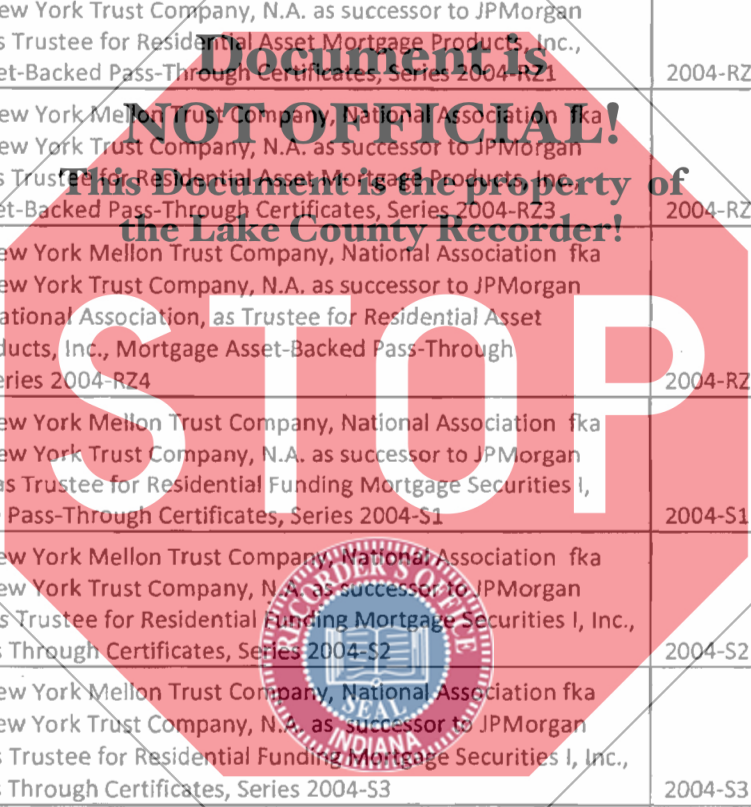 ew York Trust Company, N.A. as successor to JPMorgan
s Trustee for Residential Asset Mortgage Products, Inc.,
et-Backed Pass-Through Certificates, Series 2004-RZ1 2004-RZ
ew York Mellon Trust Company, National Association fka
ew York Trust Company, N.A. as successor to JPMorgan
s Trustee for Residential Asset Mortgage Products, Inc.,
et-Backed Pass-Through Certificates, Series 2004-RZ3 2004-RZ
ew York Mellon Trust Company, National Association fka
ew York Trust Company, N.A. as successor to JPMorgan
ational Association, as Trustee for Residential Asset
ducts, Inc., Mortgage Asset-Backed Pass-Through
eries 2004-RZ4 2004-RZ
ew York Mellon Trust Company, National Association fka
ew York Trust Company, N.A. as successor to JPMorgan
as Trustee for Residential Funding Mortgage Securities I,
Pass-Through Certificates, Series 2004-S1 2004-S1
ew York Mellon Trust Company, National Association fka
ew York Trust Company, N.A. as successor to JPMorgan
s Trustee for Residential Funding Mortgage Securities I, Inc.,
s Through Certificates, Series 2004-S2 2004-S2
ew York Mellon Trust Company, National Association fka
ew York Trust Company, N.A. as successor to JPMorgan
s Trustee for Residential Funding Mortgage Securities I, Inc.,
s Through Certificates, Series 2004-S3 2004-S3
Document is
NOT OFFICIAL!
This Document is the property of
the Lake County Recorder!
STOP
RECORDER'S OFFICE
SEAL
INDIANA